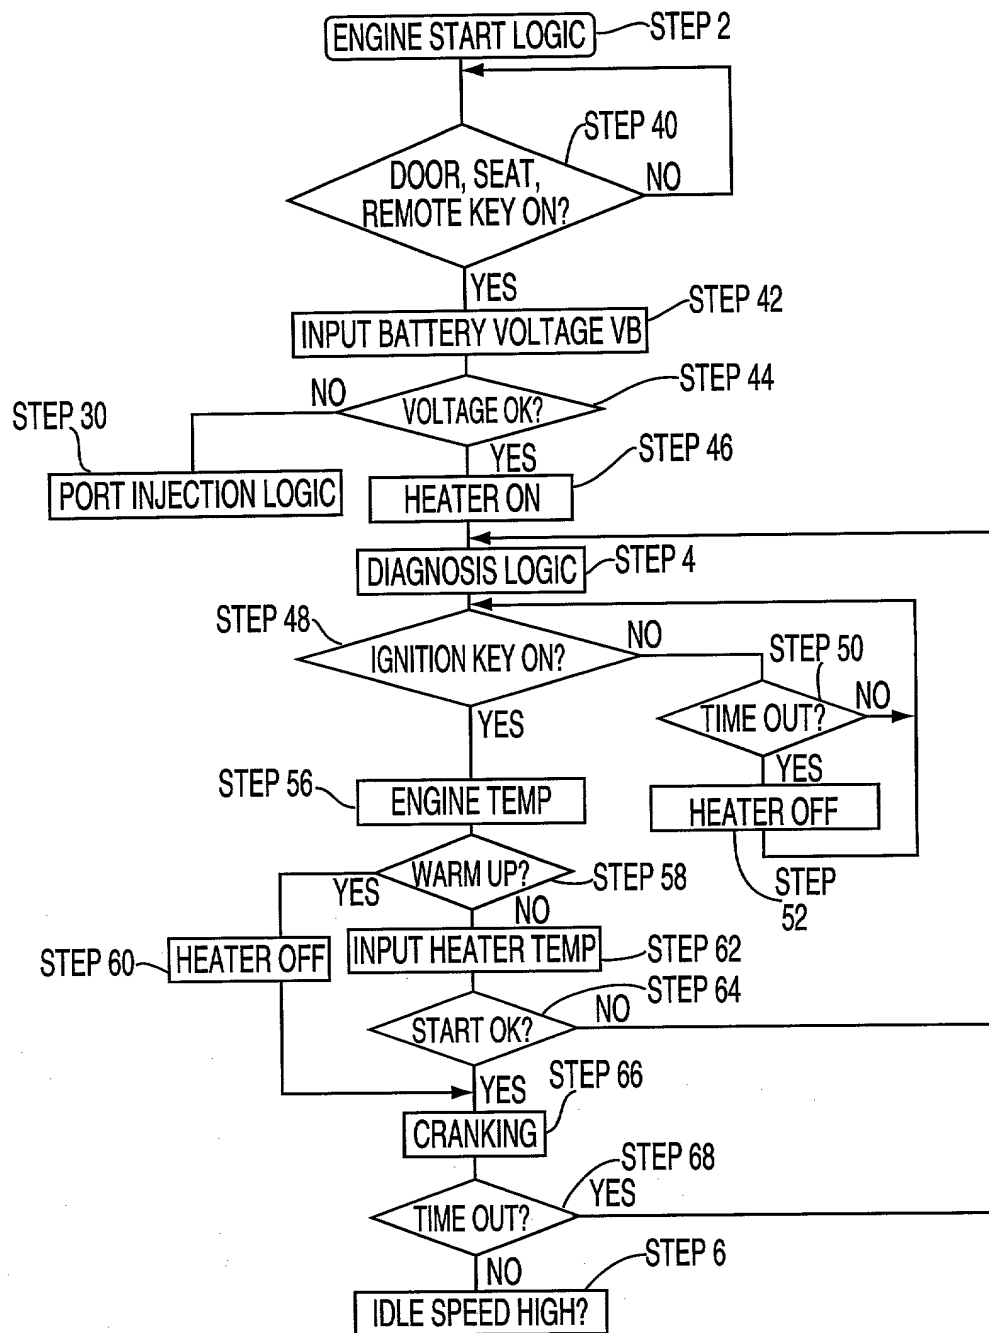 ENGINE START LOGIC
STEP 2
STEP 40
DOOR, SEAT,
REMOTE KEY ON?
NO
YES
STEP 42
INPUT BATTERY VOLTAGE VB
NO
STEP 44
VOLTAGE OK?
STEP 30
YES
STEP 46
PORT INJECTION LOGIC
HEATER ON
DIAGNOSIS LOGIC
STEP 4
STEP 48
NO
IGNITION KEY ON?
STEP 50
NO
TIME OUT?
YES
YES
STEP 56
ENGINE TEMP
HEATER OFF
WARM UP?
STEP 58
STEP
52
YES
NO
STEP 60
HEATER OFF
INPUT HEATER TEMP
STEP 62
STEP 64
NO
START OK?
YES
STEP 66
CRANKING
STEP 68
YES
TIME OUT?
STEP 6
NO
IDLE SPEED HIGH?